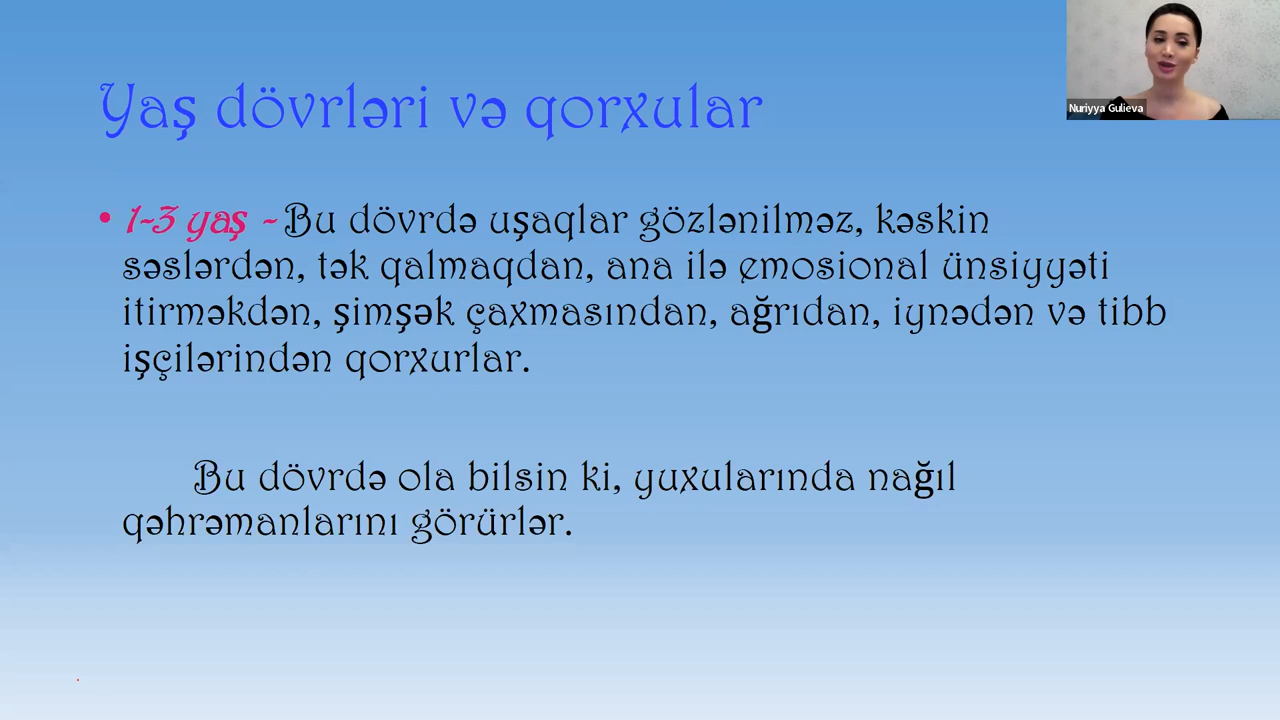 Yaş dövrləri və qorxular
Nuriyya Gulieva
• 1-3 yaş - Bu dövrdə uşaqlar gözlənilməz, kəskin
səslərdən, tək qalmaqdan, ana ilə emosional ünsiyyəti
itirməkdən, şimşək çaxmasından, ağrıdan, iynədən və tibb
işçilərindən qorxurlar.
Bu dövrdə ola bilsin ki, yuxularında nağıl
qəhrəmanlarını görürlər.